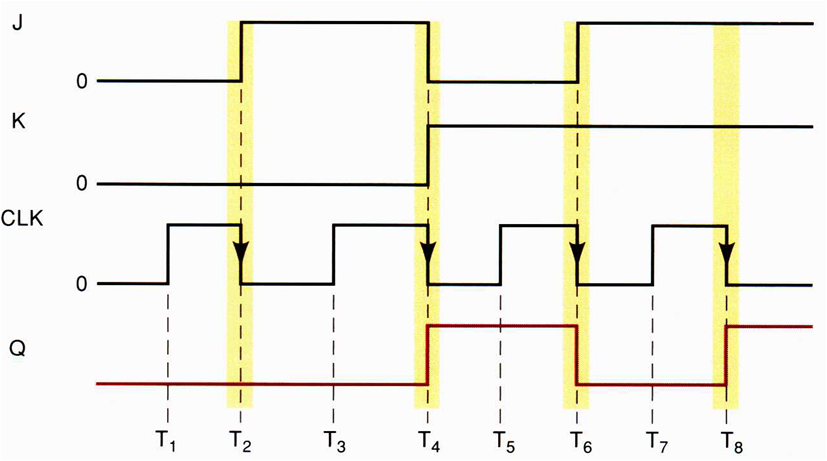 J
0
K
0
CLK
0
Q
T₁ T₂ T₃ T₄ T₅ T₆ T₇ T₈